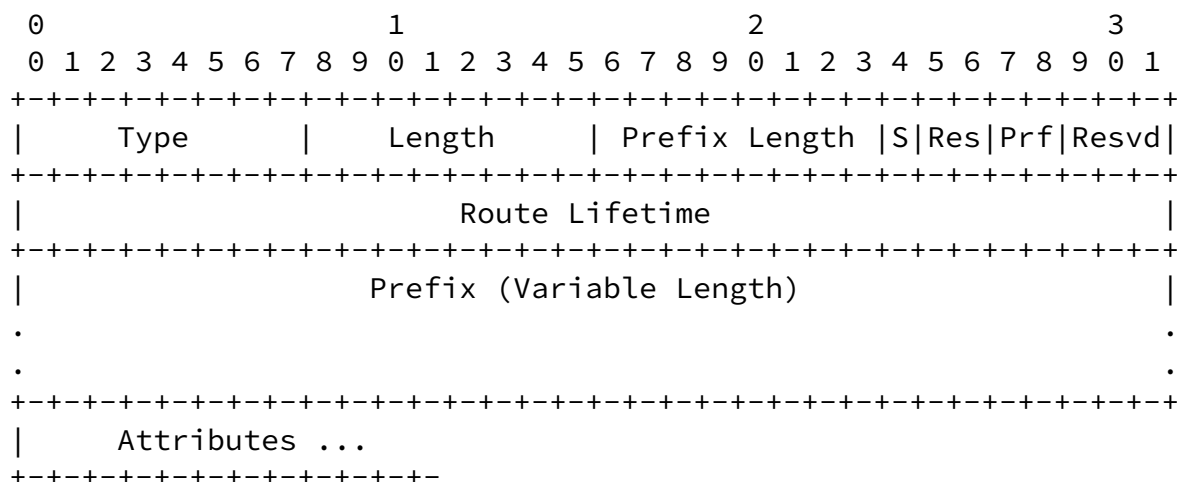 0                   1                   2                   3
 0 1 2 3 4 5 6 7 8 9 0 1 2 3 4 5 6 7 8 9 0 1 2 3 4 5 6 7 8 9 0 1
+-+-+-+-+-+-+-+-+-+-+-+-+-+-+-+-+-+-+-+-+-+-+-+-+-+-+-+-+-+-+-+-+
|     Type      |    Length     | Prefix Length |S|Res|Prf|Resvd|
+-+-+-+-+-+-+-+-+-+-+-+-+-+-+-+-+-+-+-+-+-+-+-+-+-+-+-+-+-+-+-+-+
|                        Route Lifetime                         |
+-+-+-+-+-+-+-+-+-+-+-+-+-+-+-+-+-+-+-+-+-+-+-+-+-+-+-+-+-+-+-+-+
|                   Prefix (Variable Length)                    |
.                                                               .
.                                                               .
+-+-+-+-+-+-+-+-+-+-+-+-+-+-+-+-+-+-+-+-+-+-+-+-+-+-+-+-+-+-+-+-+
|     Attributes ...
+-+-+-+-+-+-+-+-+-+-+-+-